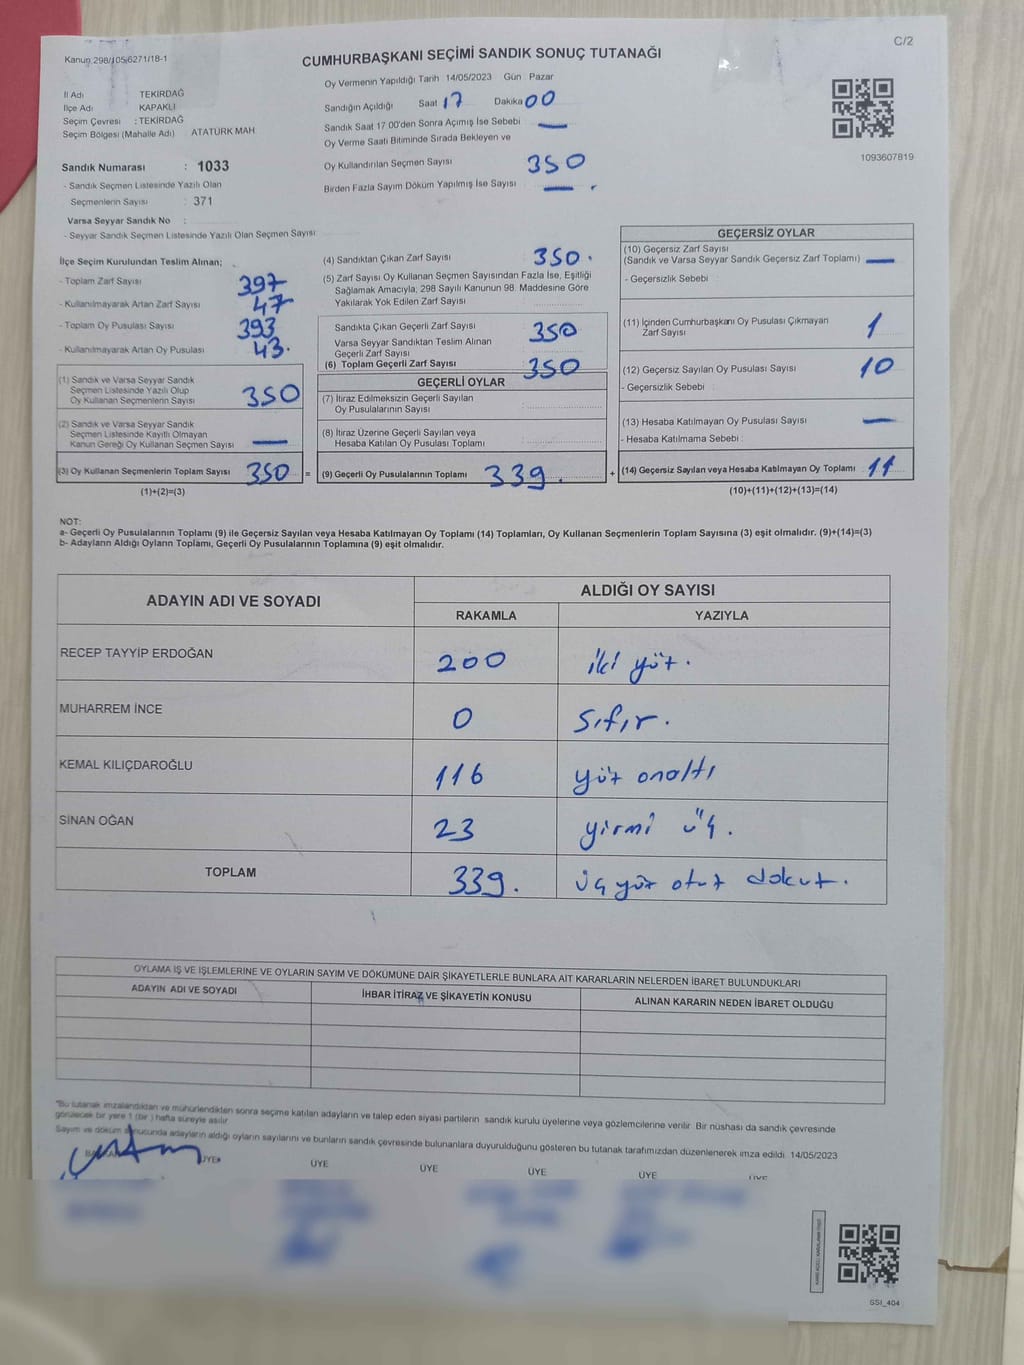 C/2
Kanun 298/105,6271/18-1
CUMHURBAŞKANI SEÇİMİ SANDIK SONUÇ TUTANAĞI
İl Adı TEKİRDAĞ
İlçe Adı KAPAKLI
Seçim Çevresi : TEKİRDAĞ
Seçim Bölgesi (Mahalle Adı) ATATÜRK MAH
Oy Vermenin Yapıldığı Tarih 14/05/2023 Gün Pazar
Sandığın Açıldığı Saat 17 Dakika 00
Sandık Saat 17 00'den Sonra Açımış İse Sebebi —
Oy Verme Saati Bitiminde Sırada Bekleyen ve
Oy Kullandırılan Seçmen Sayısı 350
Birden Fazla Sayım Döküm Yapılmış İse Sayısı —
1093607819
Sandık Numarası : 1033
- Sandık Seçmen Listesinde Yazılı Olan
Seçmenlerin Sayısı : 371
Varsa Seyyar Sandık No :
- Seyyar Sandık Seçmen Listesinde Yazılı Olan Seçmen Sayısı:
İlçe Seçim Kurulundan Teslim Alınan;
- Toplam Zarf Sayısı 397
- Kullanılmayarak Artan Zarf Sayısı 47
- Toplam Oy Pusulası Sayısı 393
- Kullanılmayarak Artan Oy Pusulası 43.
(1) Sandık ve Varsa Seyyar Sandık
Seçmen Listesinde Yazılı Olup
Oy Kullanan Seçmenlerin Sayısı 350
(2) Sandık ve Varsa Seyyar Sandık
Seçmen Listesinde Kayıtlı Olmayan
Kanun Gereği Oy Kullanan Seçmen Sayısı —
(3) Oy Kullanan Seçmenlerin Toplam Sayısı 350 =
(1)+(2)=(3)
(4) Sandıktan Çıkan Zarf Sayısı 350.
(5) Zarf Sayısı Oy Kullanan Seçmen Sayısından Fazla İse, Eşitliği
Sağlamak Amacıyla; 298 Sayılı Kanunun 98. Maddesine Göre
Yakılarak Yok Edilen Zarf Sayısı
Sandıkta Çıkan Geçerli Zarf Sayısı 350
Varsa Seyyar Sandıktan Teslim Alınan
Geçerli Zarf Sayısı
(6) Toplam Geçerli Zarf Sayısı 350
GEÇERLİ OYLAR
(7) İtiraz Edilmeksizin Geçerli Sayılan
Oy Pusulalarının Sayısı :
(8) İtiraz Üzerine Geçerli Sayılan veya
Hesaba Katılan Oy Pusulası Toplamı :
(9) Geçerli Oy Pusulalarının Toplamı 339. +
GEÇERSİZ OYLAR
(10) Geçersiz Zarf Sayısı
(Sandık ve Varsa Seyyar Sandık Geçersiz Zarf Toplamı) —
- Geçersizlik Sebebi :
(11) İçinden Cumhurbaşkanı Oy Pusulası Çıkmayan
Zarf Sayısı 1
(12) Geçersiz Sayılan Oy Pusulası Sayısı 10
- Geçersizlik Sebebi :
(13) Hesaba Katılmayan Oy Pusulası Sayısı —
- Hesaba Katılmama Sebebi :
(14) Geçersiz Sayılan veya Hesaba Katılmayan Oy Toplamı 11
(10)+(11)+(12)+(13)=(14)
NOT:
a- Geçerli Oy Pusulalarının Toplamı (9) ile Geçersiz Sayılan veya Hesaba Katılmayan Oy Toplamı (14) Toplamları, Oy Kullanan Seçmenlerin Toplam Sayısına (3) eşit olmalıdır. (9)+(14)=(3)
b- Adayların Aldığı Oyların Toplamı, Geçerli Oy Pusulalarının Toplamına (9) eşit olmalıdır.
ADAYIN ADI VE SOYADI ALDIĞI OY SAYISI
RAKAMLA YAZIYLA
RECEP TAYYİP ERDOĞAN 200 iki yüz.
MUHARREM İNCE 0 sıfır.
KEMAL KILIÇDAROĞLU 116 yüz onaltı
SİNAN OĞAN 23 yirmi üç.
TOPLAM 339. üç yüz otuz dokuz.
OYLAMA İŞ VE İŞLEMLERİNE VE OYLARIN SAYIM VE DÖKÜMÜNE DAİR ŞİKAYETLERLE BUNLARA AİT KARARLARIN NELERDEN İBARET BULUNDUKLARI
ADAYIN ADI VE SOYADI İHBAR İTİRAZ VE ŞİKAYETİN KONUSU ALINAN KARARIN NEDEN İBARET OLDUĞU
*Bu tutanak imzalandıktan ve mühürlendikten sonra seçime katılan adayların ve talep eden siyasi partilerin sandık kurulu üyelerine veya gözlemcilerine verilir. Bir nüshası da sandık çevresinde
görülecek bir yere 1 (bir ) hafta süreyle asılır
Sayım ve döküm sonucunda adayların aldığı oyların sayılarını ve bunların sandık çevresinde bulunanlara duyurulduğunu gösteren bu tutanak tarafımızdan düzenlenerek imza edildi. 14/05/2023
ÜYE ÜYE ÜYE ÜYE ÜYE ÜYE
SSI_404